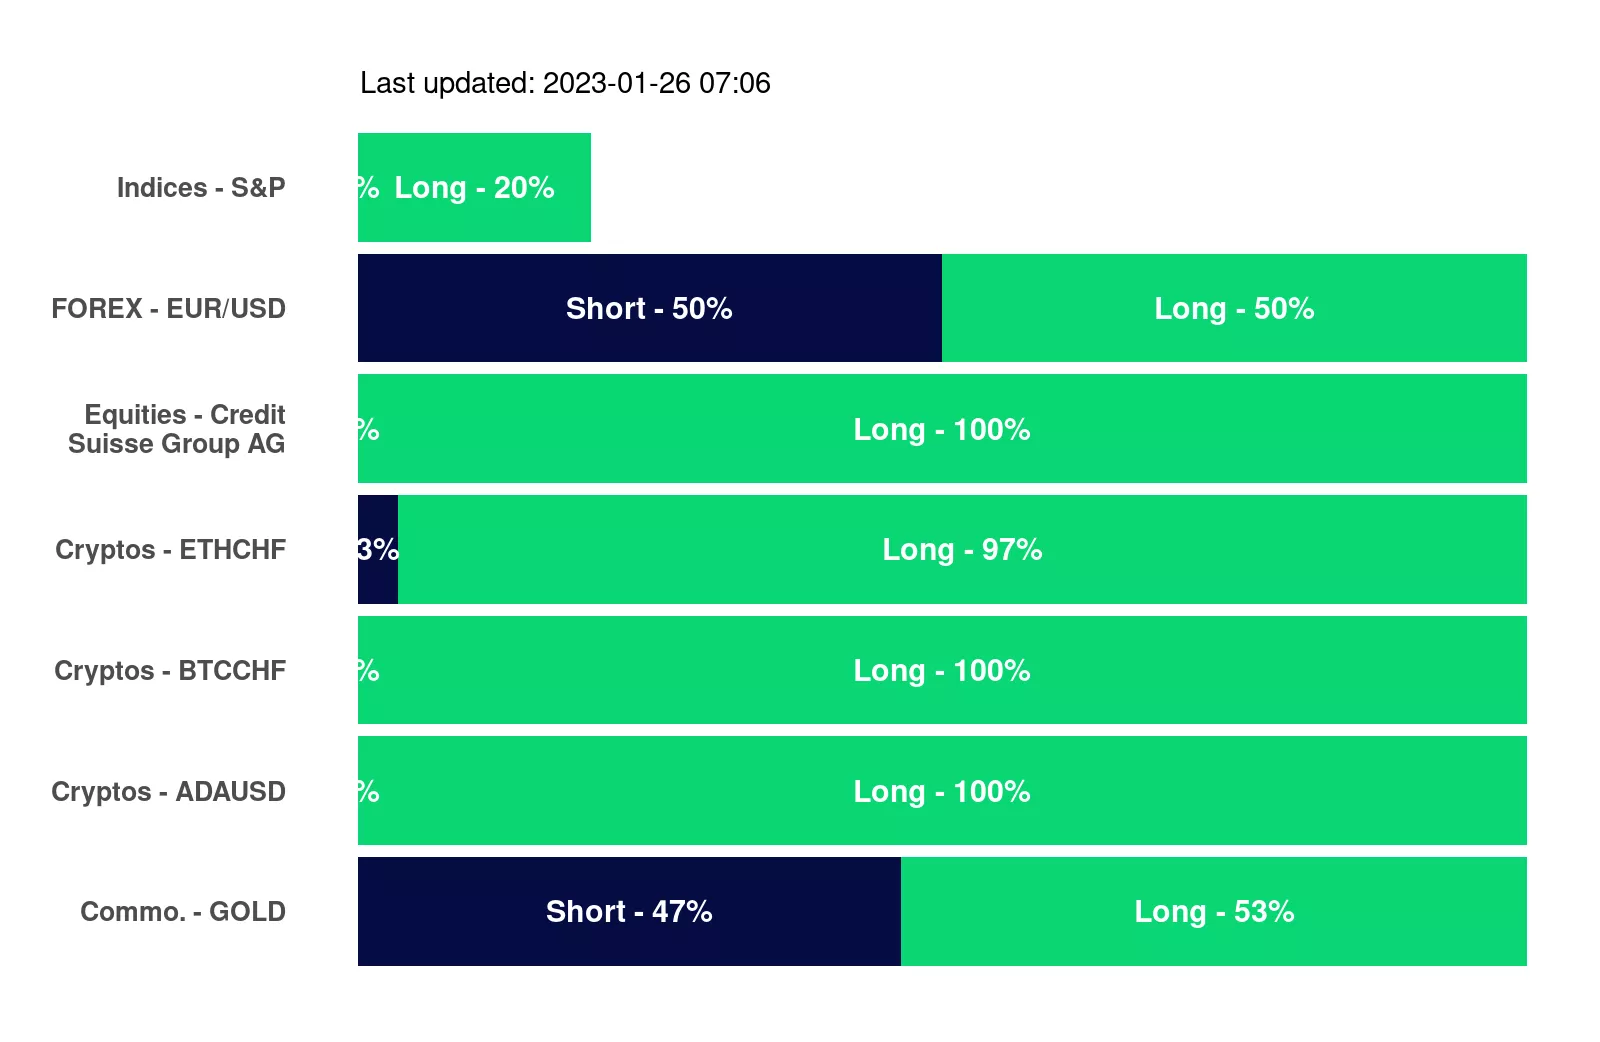 Last updated: 2023-01-26 07:06
Indices - S&P
% Long - 20%
FOREX - EUR/USD
Short - 50% Long - 50%
Equities - Credit
Suisse Group AG
% Long - 100%
Cryptos - ETHCHF
3% Long - 97%
Cryptos - BTCCHF
% Long - 100%
Cryptos - ADAUSD
% Long - 100%
Commo. - GOLD
Short - 47% Long - 53%